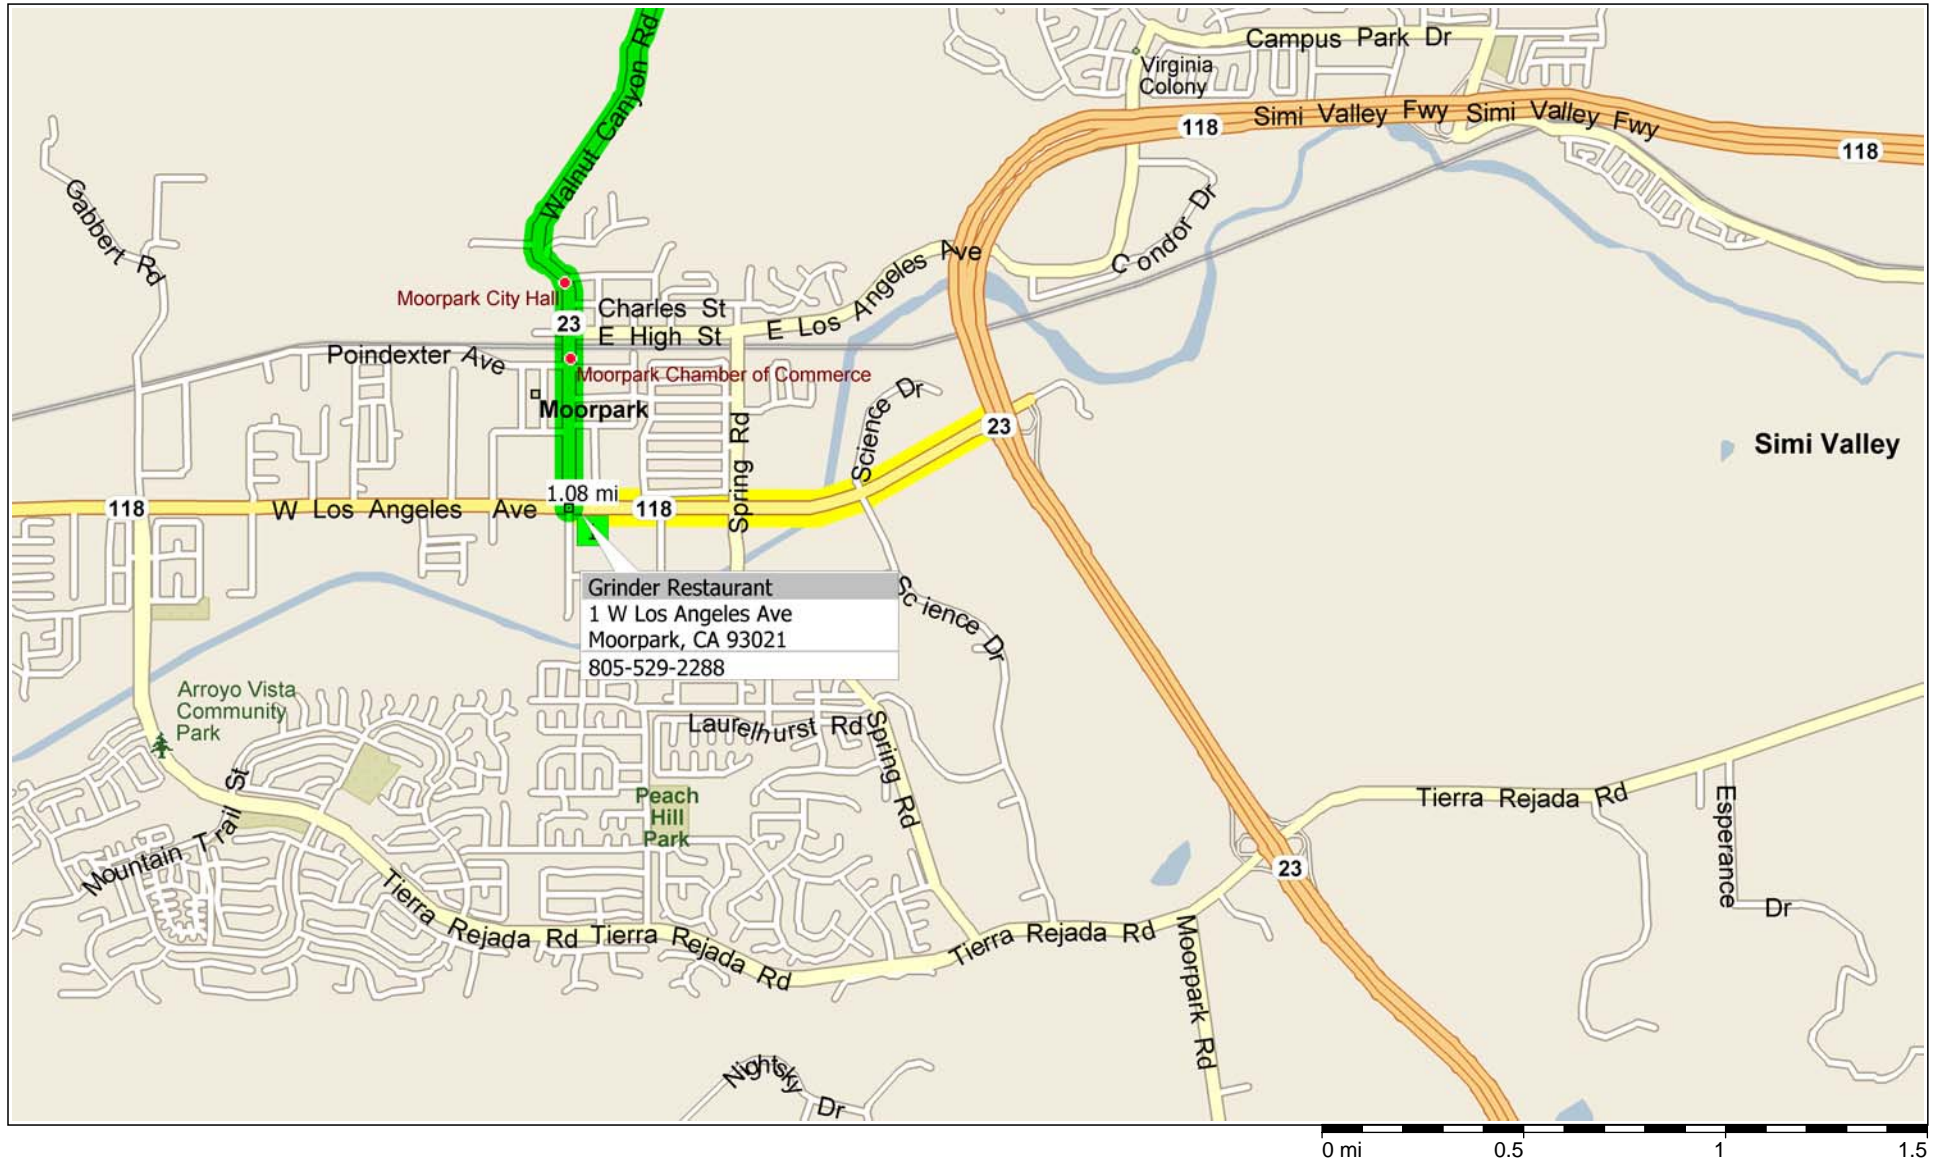 Walnut Canyon Rd
Campus Park Dr
Virginia
Colony
Simi Valley Fwy
Simi Valley Fwy
118
118
Gabbert Rd
Condor Dr
E Los Angeles Ave
Moorpark City Hall
Charles St
23
E High St
Poindexter Ave
Moorpark Chamber of Commerce
Moorpark
Science Dr
Spring Rd
23
Simi Valley
1.08 mi
118
W Los Angeles Ave
118
Grinder Restaurant
1 W Los Angeles Ave
Moorpark, CA 93021
805-529-2288
Science Dr
Arroyo Vista
Community
Park
Laurelhurst Rd
Spring Rd
Mountain Trail St
Peach
Hill
Park
Tierra Rejada Rd
Esperance Dr
23
Tierra Rejada Rd
Tierra Rejada Rd
Tierra Rejada Rd
Moorpark Rd
Nightsky Dr
0 mi
0.5
1
1.5